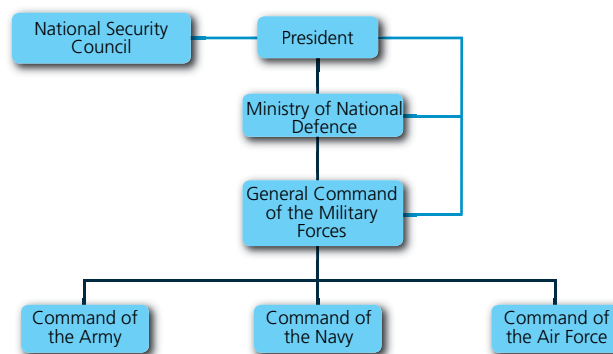 National Security
Council
President
Ministry of National
Defence
General Command
of the Military
Forces
Command of
the Army
Command of
the Navy
Command of
the Air Force